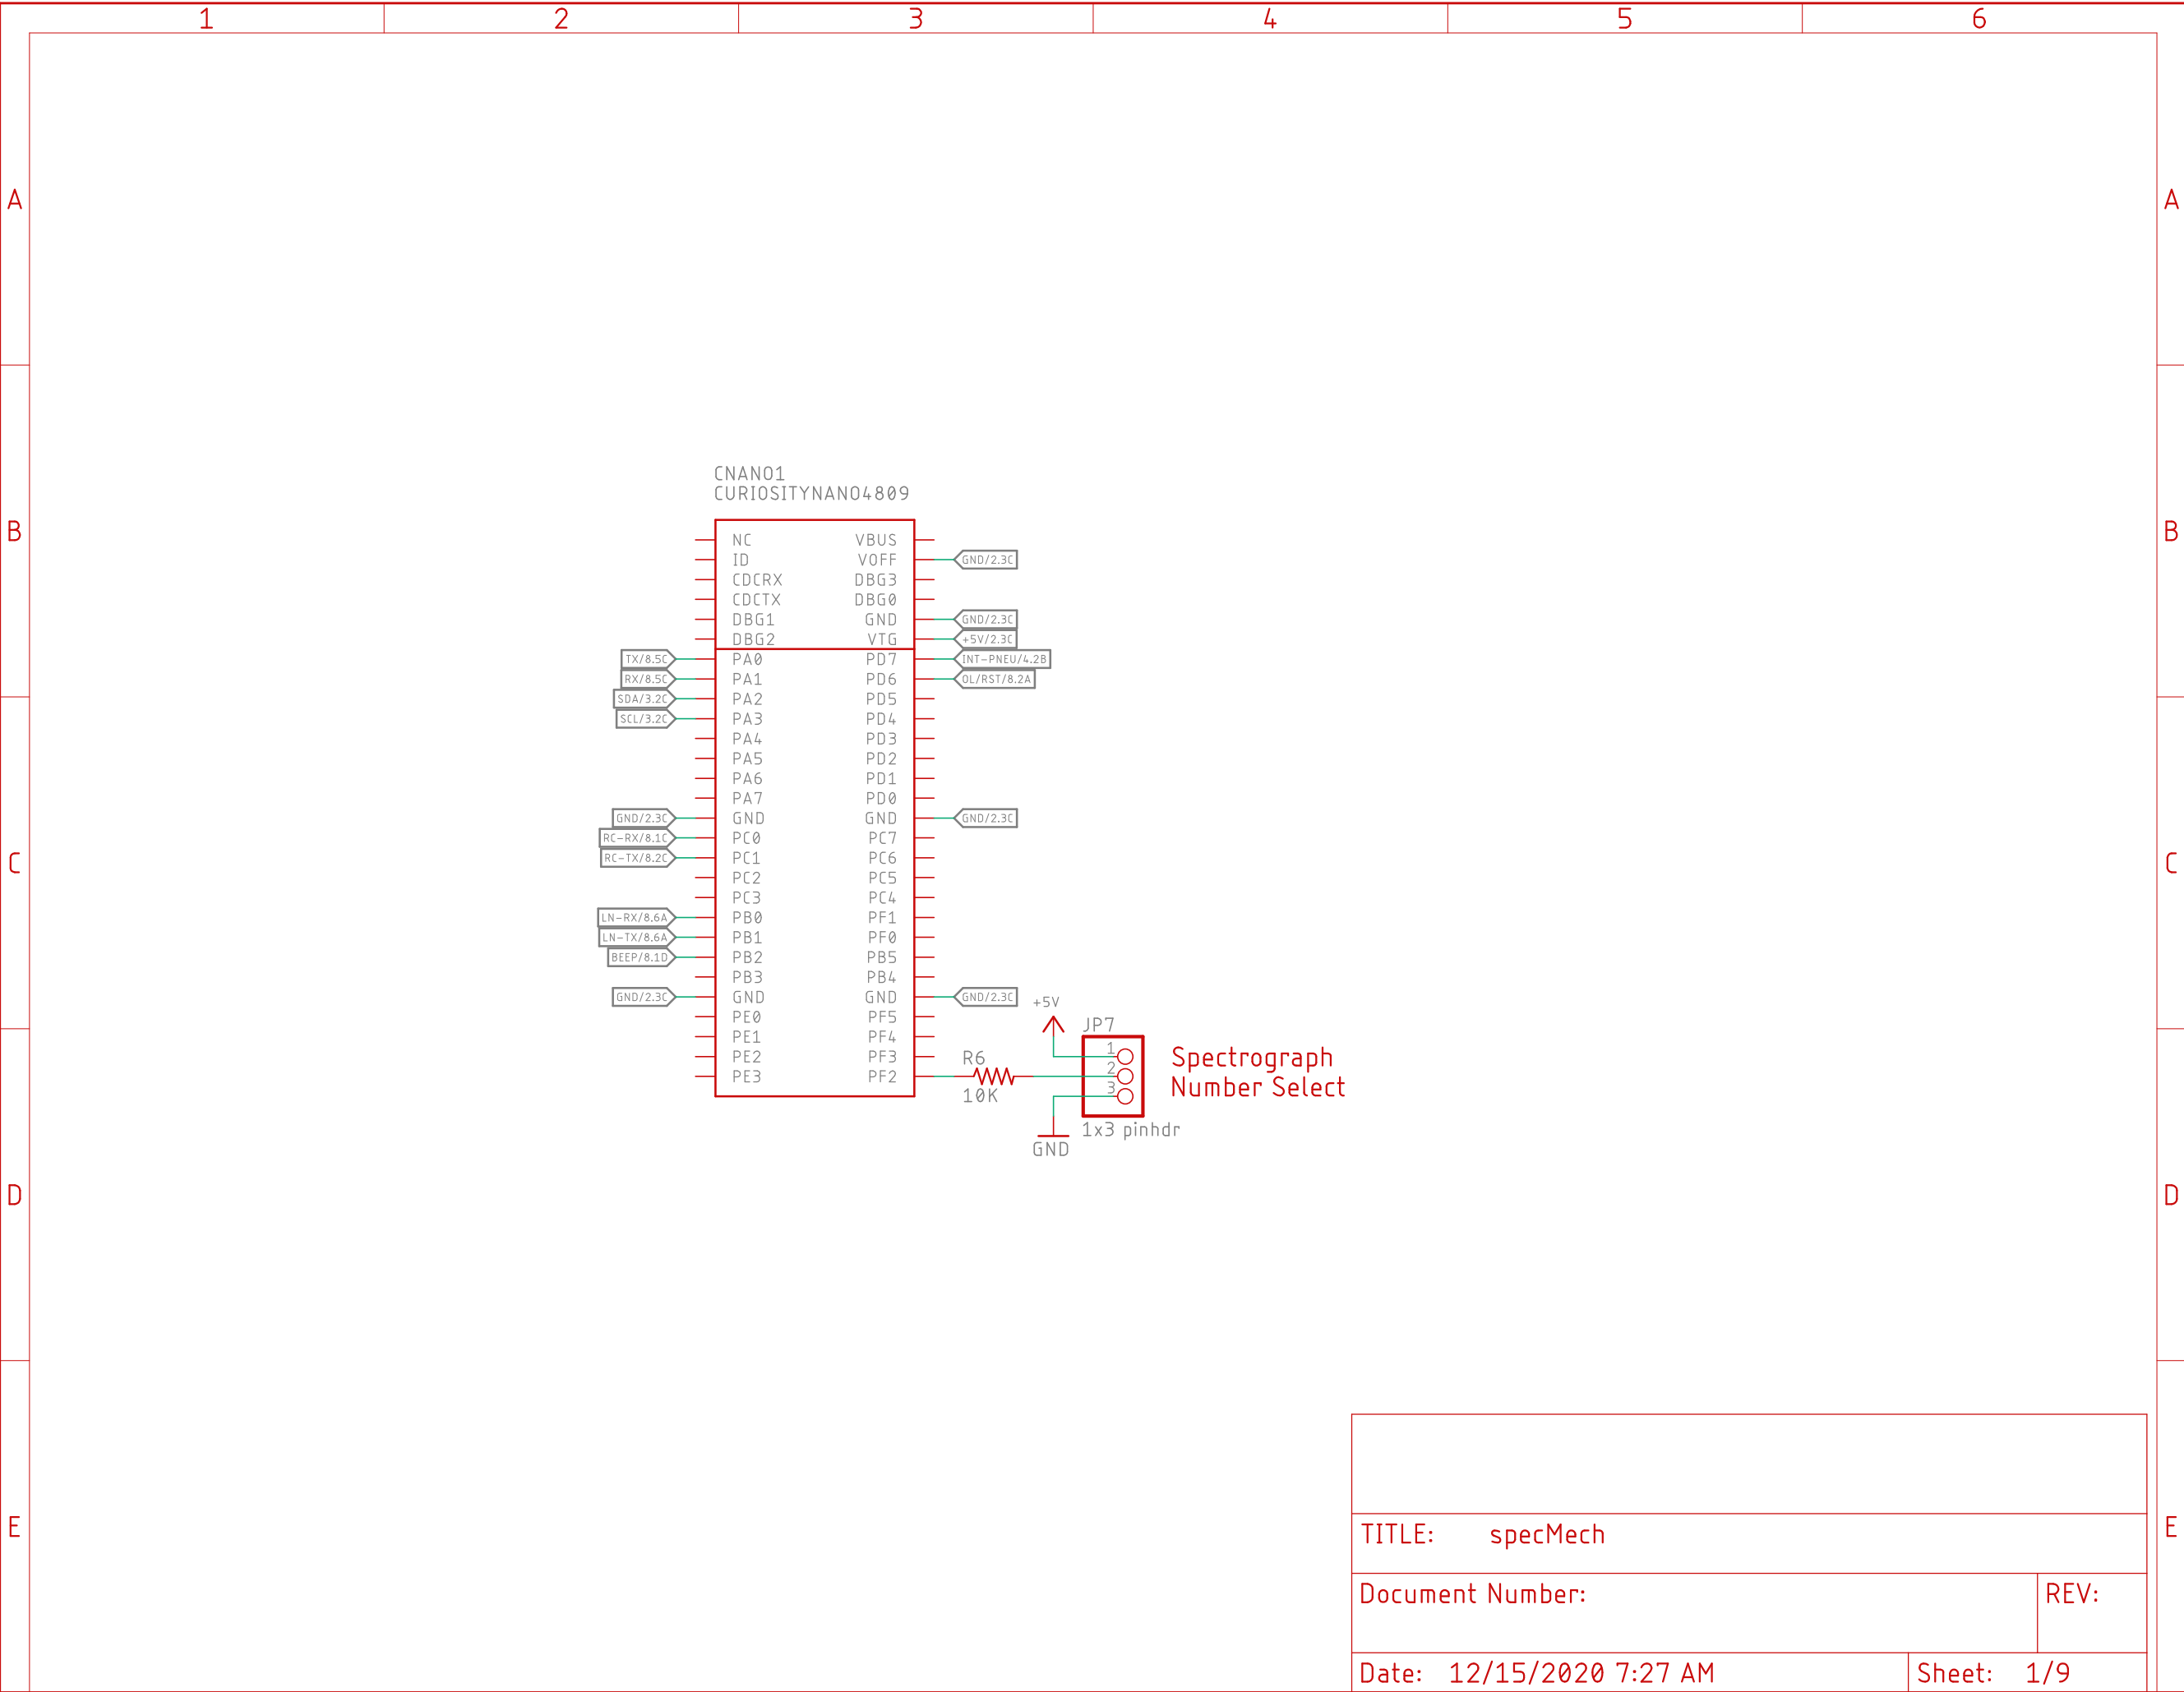 1 2 3 4 5 6
A A
CNANO1
CURIOSITYNANO4809
B B
NC VBUS
ID VOFF GND/2.3C
CDCRX DBG3
CDCTX DBG0
DBG1 GND GND/2.3C
DBG2 VTG +5V/2.3C
TX/8.5C PA0 PD7 INT-PNEU/4.2B
RX/8.5C PA1 PD6 OL/RST/8.2A
SDA/3.2C PA2 PD5
SCL/3.2C PA3 PD4
PA4 PD3
PA5 PD2
PA6 PD1
PA7 PD0
GND/2.3C GND GND GND/2.3C
RC-RX/8.1C PC0 PC7
RC-TX/8.2C PC1 PC6
C C
PC2 PC5
PC3 PC4
LN-RX/8.6A PB0 PF1
LN-TX/8.6A PB1 PF0
BEEP/8.1D PB2 PB5
PB3 PB4
GND/2.3C GND GND GND/2.3C
+5V
PE0 PF5
JP7
PE1 PF4
1
PE2 PF3 R6
Spectrograph
2
PE3 PF2
3
Number Select
10K
1x3 pinhdr
GND
D D
E E
TITLE: specMech
Document Number: REV:
Date: 12/15/2020 7:27 AM Sheet: 1/9